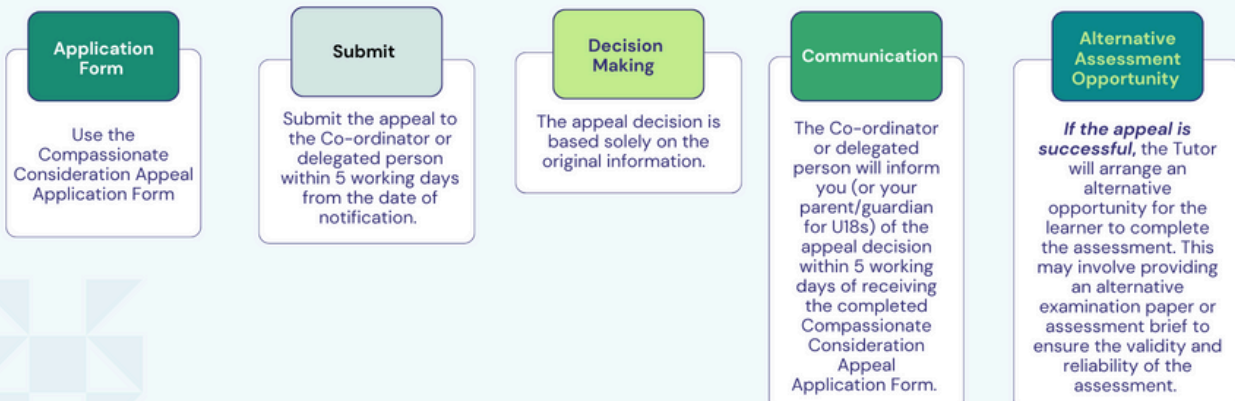 Application
Form
Use the
Compassionate
Consideration Appeal
Application Form
Submit
Submit the appeal to
the Co-ordinator or
delegated person
within 5 working days
from the date of
notification.
Decision
Making
The appeal decision is
based solely on the
original information.
Communication
The Co-ordinator
or delegated
person will inform
you (or your
parent/guardian
for U18s) of the
appeal decision
within 5 working
days of receiving
the completed
Compassionate
Consideration
Appeal
Application Form.
Alternative
Assessment
Opportunity
If the appeal is
successful, the Tutor
will arrange an
alternative
opportunity for the
learner to complete
the assessment. This
may involve providing
an alternative
examination paper or
assessment brief to
ensure the validity and
reliability of the
assessment.